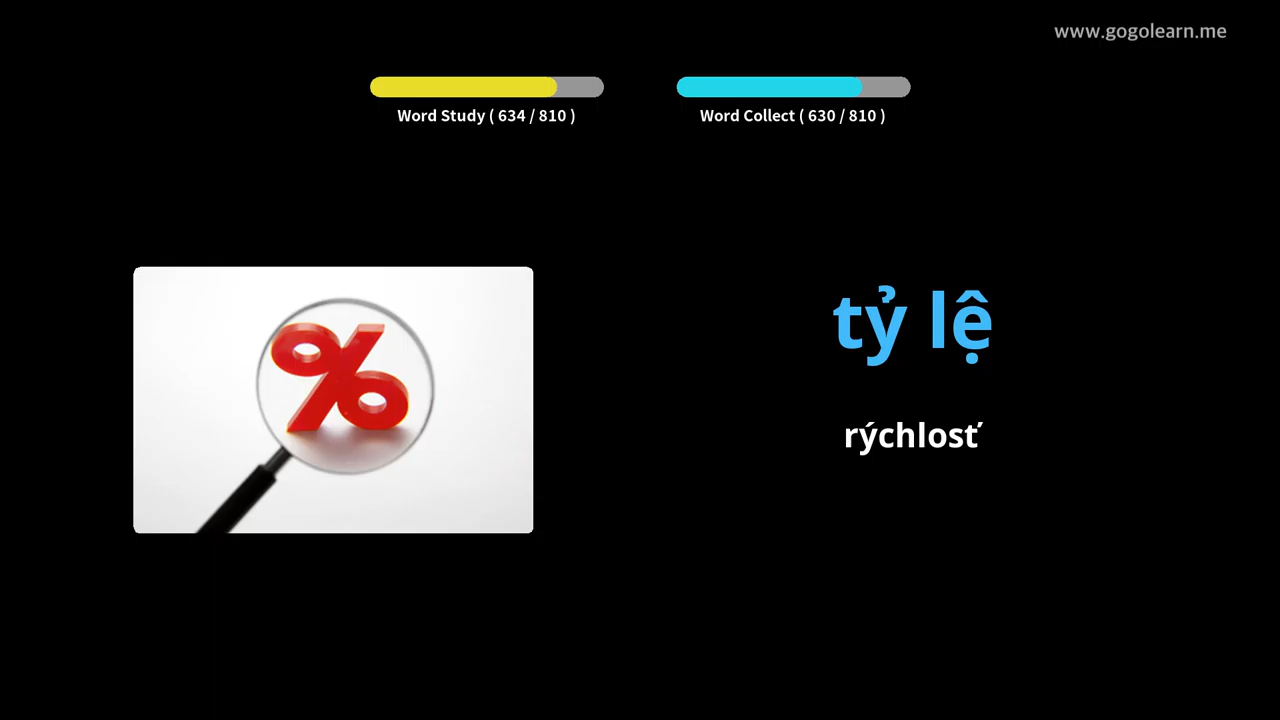 www.gogolearn.me
Word Study ( 634 / 810 )
Word Collect ( 630 / 810 )
%
tỷ lệ
rýchlosť